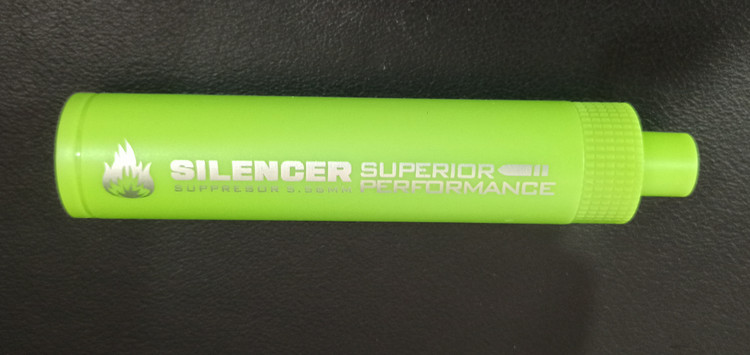 SILENCER SUPERIOR
SUPPRESOR 5.56MM PERFORMANCE